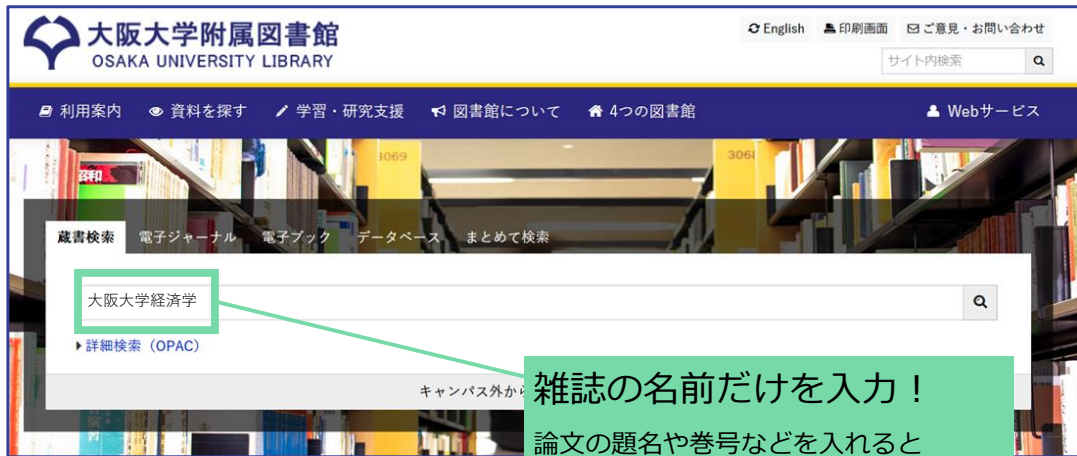 大阪大学附属図書館
OSAKA UNIVERSITY LIBRARY
English 印刷画面 ご意見・お問い合わせ
サイト内検索
利用案内 資料を探す 学習・研究支援 図書館について 4つの図書館 Webサービス
3069
3061
昭和
蔵書検索 電子ジャーナル 電子ブック データベース まとめて検索
大阪大学経済学
詳細検索（OPAC）
キャンパス外から
雑誌の名前だけを入力！
論文の題名や巻号などを入れると